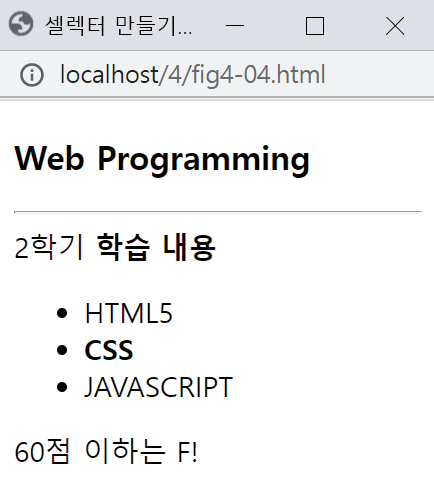 셀렉터 만들기...
localhost/4/fig4-04.html
Web Programming
2학기 학습 내용
• HTML5
• CSS
• JAVASCRIPT
60점 이하는 F!